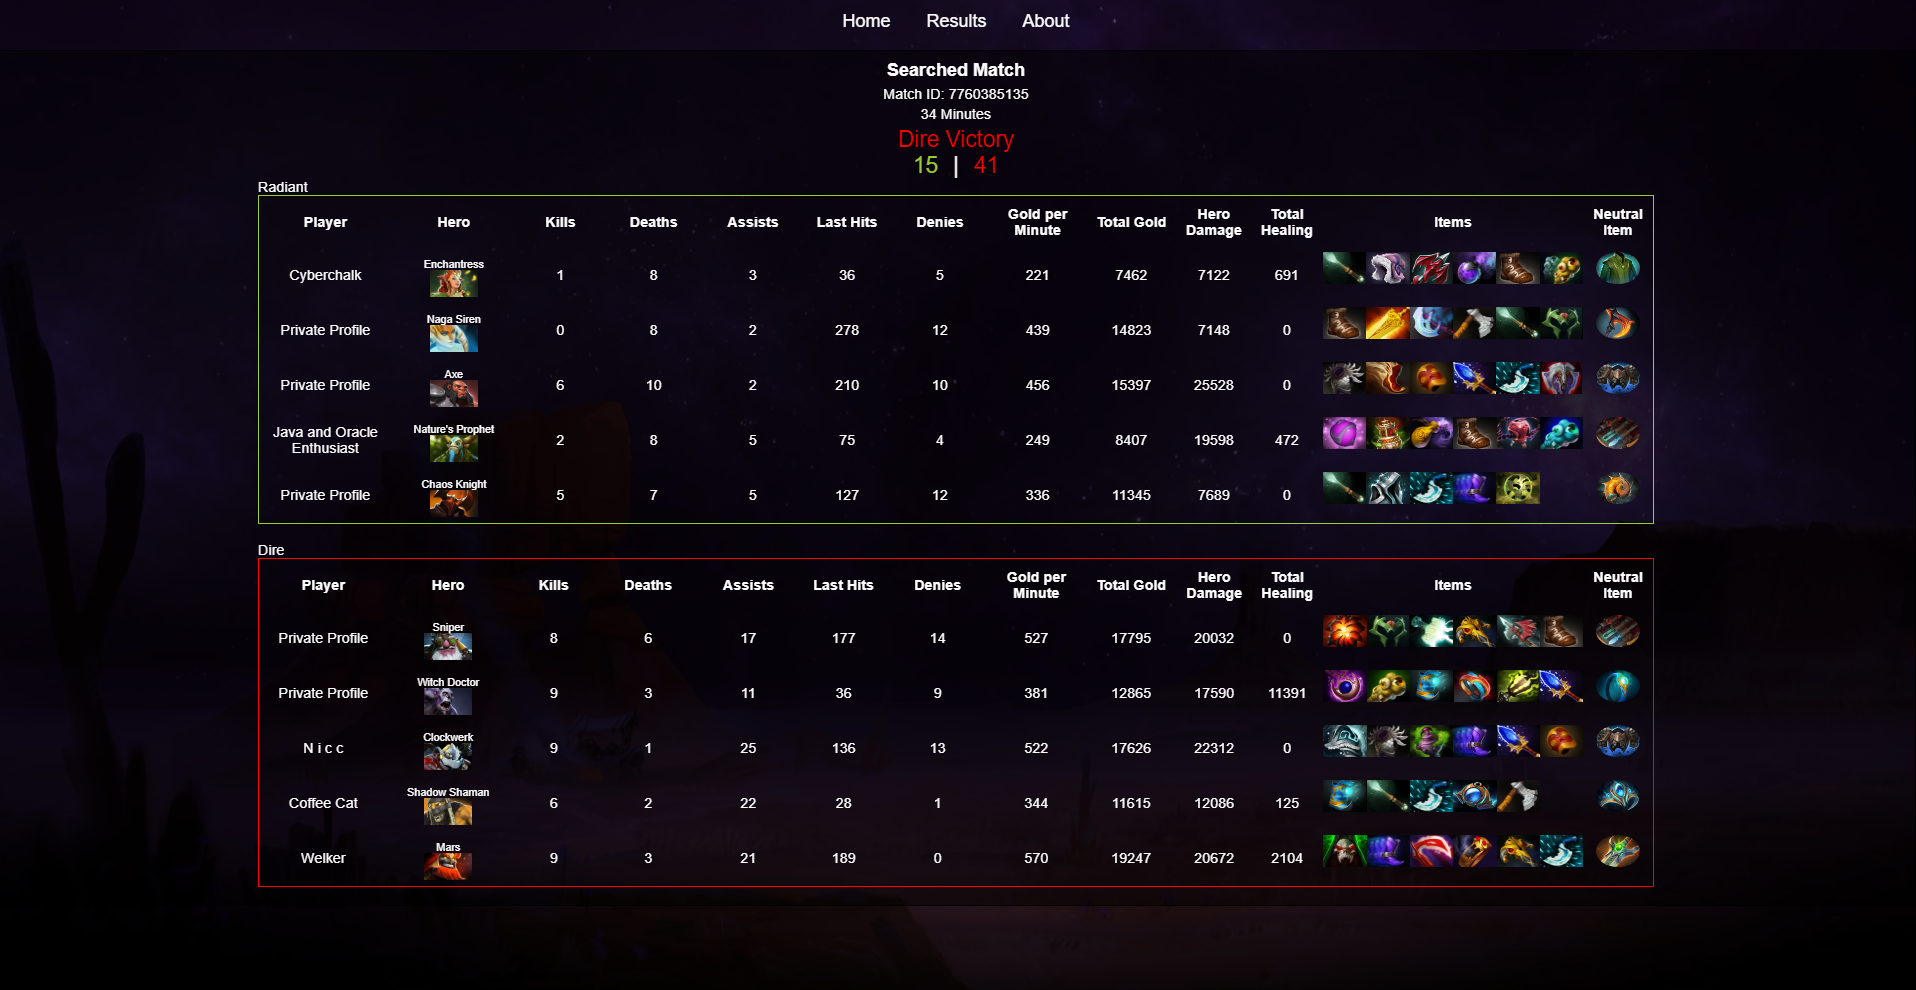 Home Results About
Searched Match
Match ID: 7760385135
34 Minutes
Dire Victory
15 | 41
Radiant
Player Hero Kills Deaths Assists Last Hits Denies Gold per Minute Total Gold Hero Damage Total Healing Items Neutral Item
Cyberchalk Enchantress 1 8 3 36 5 221 7462 7122 691
Private Profile Naga Siren 0 8 2 278 12 439 14823 7148 0
Private Profile Axe 6 10 2 210 10 456 15397 25528 0
Java and Oracle Enthusiast Nature's Prophet 2 8 5 75 4 249 8407 19598 472
Private Profile Chaos Knight 5 7 5 127 12 336 11345 7689 0
Dire
Player Hero Kills Deaths Assists Last Hits Denies Gold per Minute Total Gold Hero Damage Total Healing Items Neutral Item
Private Profile Sniper 8 6 17 177 14 527 17795 20032 0
Private Profile Witch Doctor 9 3 11 36 9 381 12865 17590 11391
N i c c Clockwerk 9 1 25 136 13 522 17626 22312 0
Coffee Cat Shadow Shaman 6 2 22 28 1 344 11615 12086 125
Welker Mars 9 3 21 189 0 570 19247 20672 2104